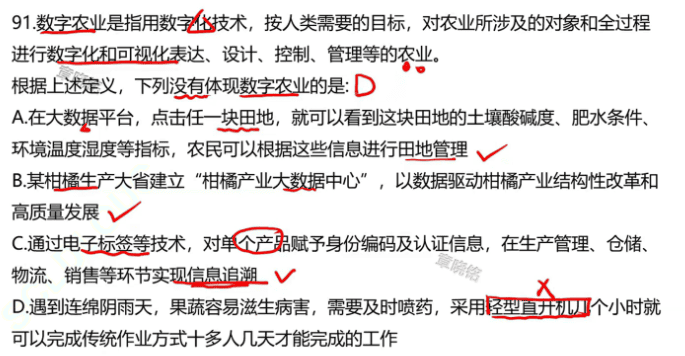 91.数字农业是指用数字化技术，按人类需要的目标，对农业所涉及的对象和全过程
进行数字化和可视化表达、设计、控制、管理等的农业。
根据上述定义，下列没有体现数字农业的是: D
A.在大数据平台，点击任一块田地，就可以看到这块田地的土壤酸碱度、肥水条件、
环境温度湿度等指标，农民可以根据这些信息进行田地管理
B.某柑橘生产大省建立“柑橘产业大数据中心”，以数据驱动柑橘产业结构性改革和
高质量发展
C.通过电子标签等技术，对单个产品赋予身份编码及认证信息，在生产管理、仓储、
物流、销售等环节实现信息追溯
章晓铭
D.遇到连绵阴雨天，果蔬容易滋生病害，需要及时喷药，采用轻型直升机几个小时就
可以完成传统作业方式十多人几天才能完成的工作